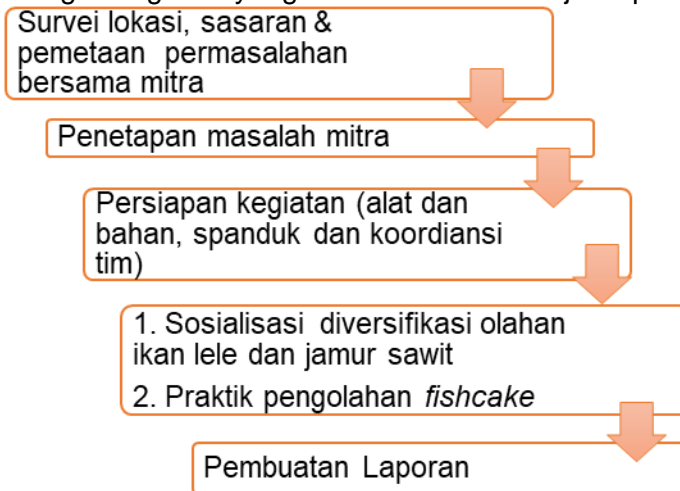 Survei lokasi, sasaran &
pemetaan permasalahan
bersama mitra
Penetapan masalah mitra
Persiapan kegiatan (alat dan
bahan, spanduk dan koordiansi
tim)
1. Sosialisasi diversifikasi olahan
ikan lele dan jamur sawit
2. Praktik pengolahan fishcake
Pembuatan Laporan